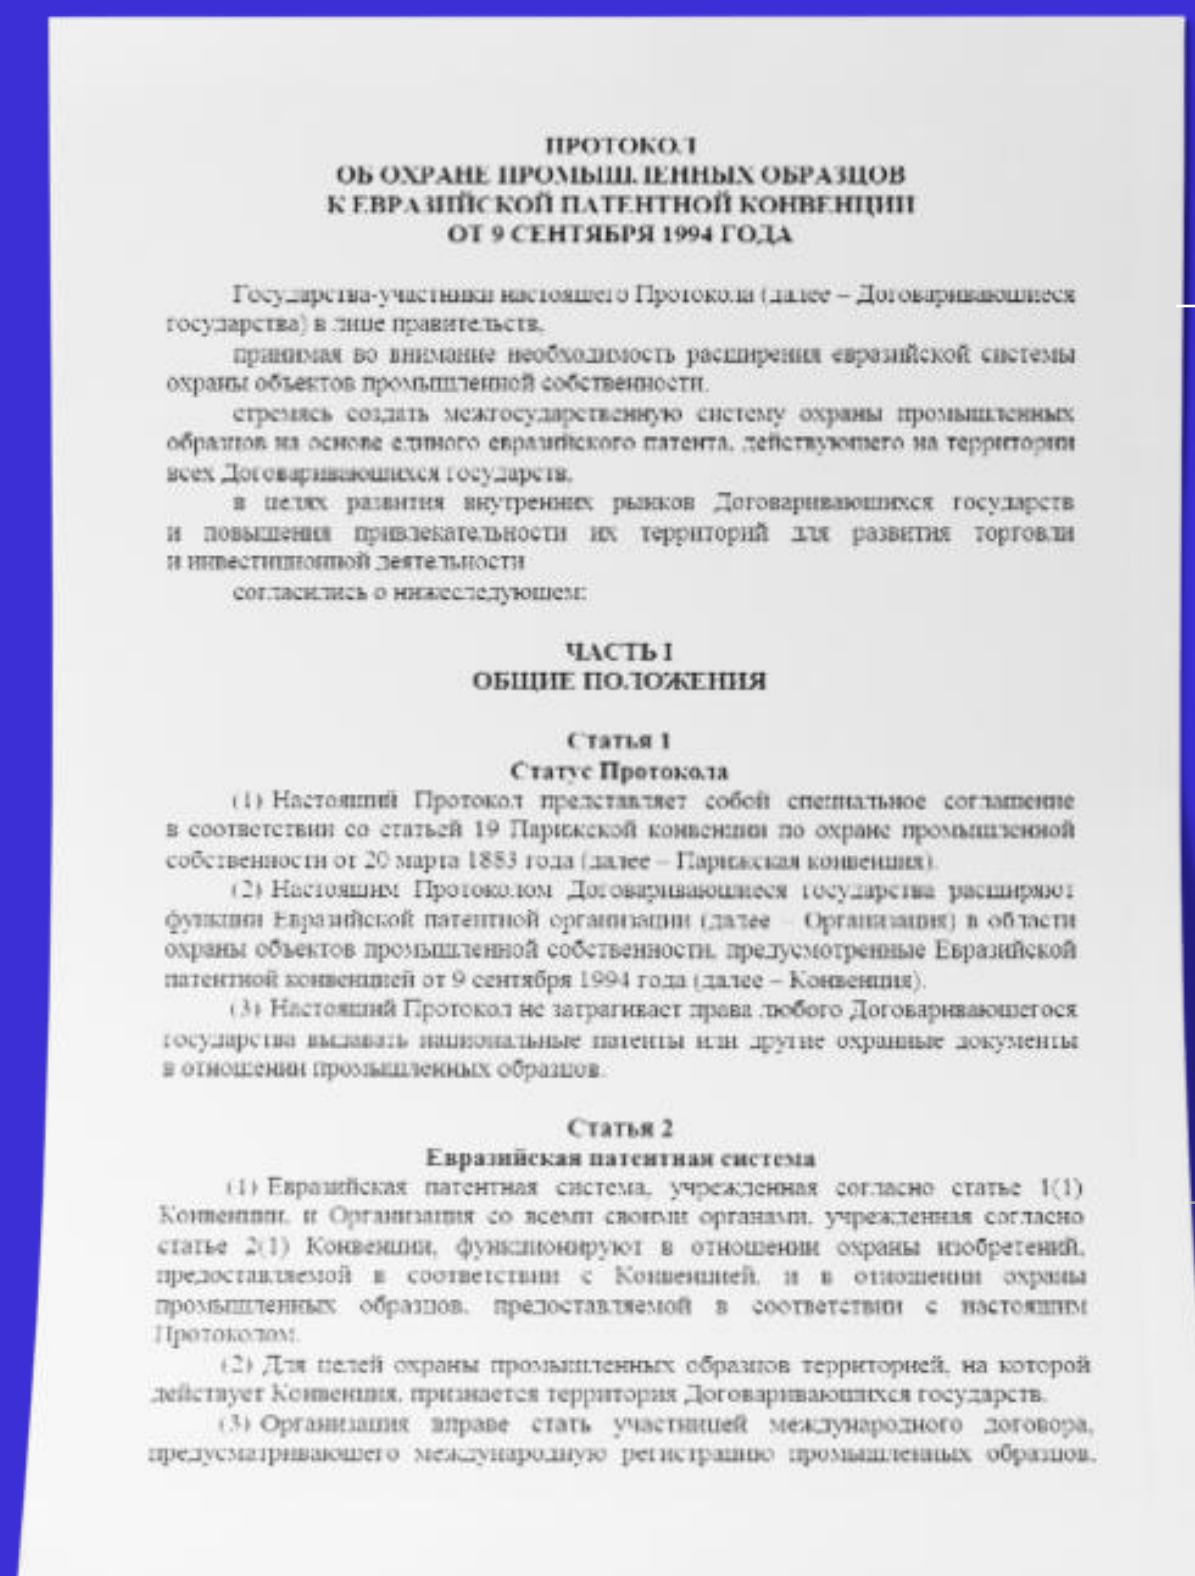 ПРОТОКОЛ
ОБ ОХРАНЕ ПРОМЫШЛЕННЫХ ОБРАЗЦОВ
К ЕВРАЗИЙСКОЙ ПАТЕНТНОЙ КОНВЕНЦИИ
ОТ 9 СЕНТЯБРЯ 1994 ГОДА
Государства-участники настоящего Протокола (далее – Договаривающиеся
государства) в лице правительств,
принимая во внимание необходимость расширения евразийской системы
охраны объектов промышленной собственности,
стремясь создать межгосударственную систему охраны промышленных
образцов на основе единого евразийского патента, действующего на территории
всех Договаривающихся государств,
в целях развития внутренних рынков Договаривающихся государств
и повышения привлекательности их территорий для развития торговли
и инвестиционной деятельности
согласились о нижеследующем:
ЧАСТЬ I
ОБЩИЕ ПОЛОЖЕНИЯ
Статья 1
Статус Протокола
(1) Настоящий Протокол представляет собой специальное соглашение
в соответствии со статьей 19 Парижской конвенции по охране промышленной
собственности от 20 марта 1883 года (далее – Парижская конвенция).
(2) Настоящим Протоколом Договаривающиеся государства расширяют
функции Евразийской патентной организации (далее – Организация) в области
охраны объектов промышленной собственности, предусмотренные Евразийской
патентной конвенцией от 9 сентября 1994 года (далее – Конвенция).
(3) Настоящий Протокол не затрагивает права любого Договаривающегося
государства выдавать национальные патенты или другие охранные документы
в отношении промышленных образцов.
Статья 2
Евразийская патентная система
(1) Евразийская патентная система, учрежденная согласно статье 1(1)
Конвенции, и Организация со всеми своими органами, учрежденная согласно
статье 2(1) Конвенции, функционируют в отношении охраны изобретений,
предоставляемой в соответствии с Конвенцией, и в отношении охраны
промышленных образцов, предоставляемой в соответствии с настоящим
Протоколом.
(2) Для целей охраны промышленных образцов территорией, на которой
действует Конвенция, признается территория Договаривающихся государств.
(3) Организация вправе стать участницей международного договора,
предусматривающего международную регистрацию промышленных образцов,